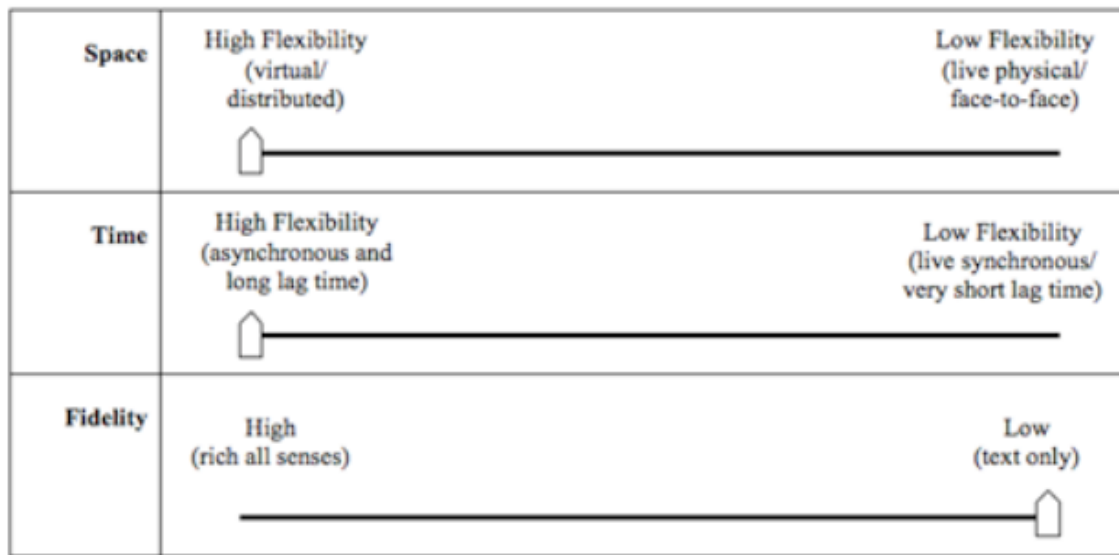 Space
High Flexibility
(virtual/
distributed)
Low Flexibility
(live physical/
face-to-face)
Time
High Flexibility
(asynchronous and
long lag time)
Low Flexibility
(live synchronous/
very short lag time)
Fidelity
High
(rich all senses)
Low
(text only)